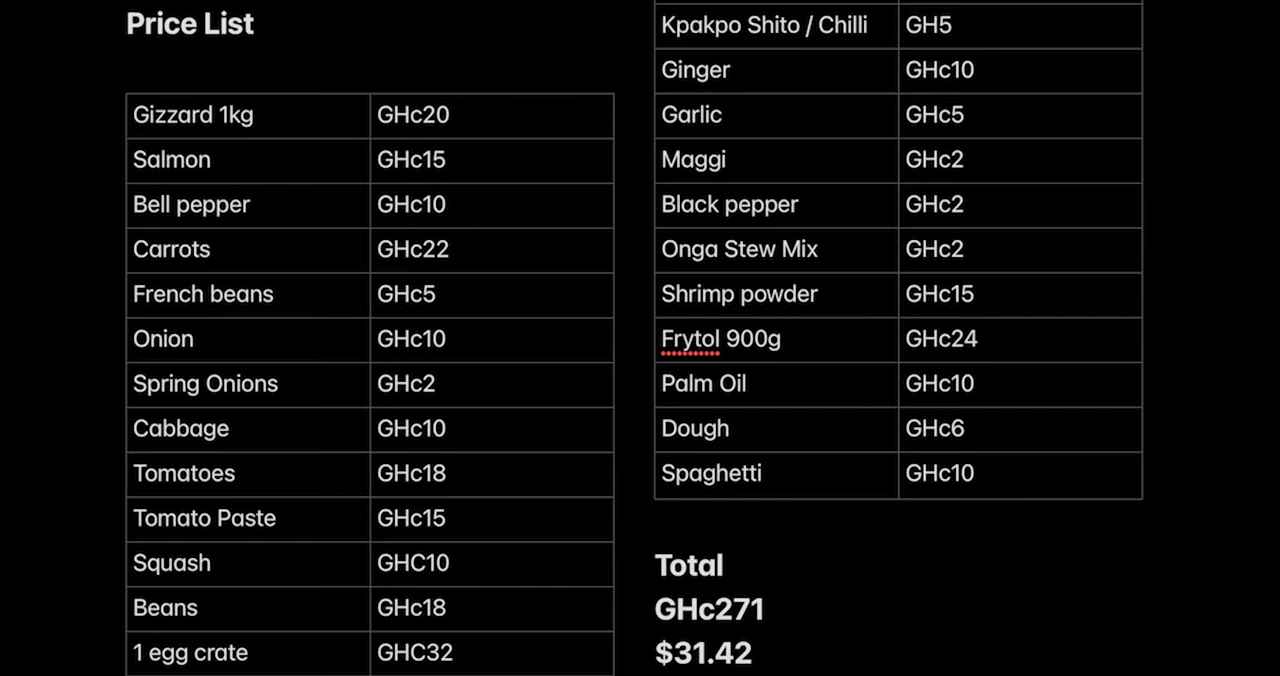 Price List
Gizzard 1kg GHc20
Salmon GHc15
Bell pepper GHc10
Carrots GHc22
French beans GHc5
Onion GHc10
Spring Onions GHc2
Cabbage GHc10
Tomatoes GHc18
Tomato Paste GHc15
Squash GHC10
Beans GHc18
1 egg crate GHC32
Kpakpo Shito / Chilli GH5
Ginger GHc10
Garlic GHc5
Maggi GHc2
Black pepper GHc2
Onga Stew Mix GHc2
Shrimp powder GHc15
Frytol 900g GHc24
Palm Oil GHc10
Dough GHc6
Spaghetti GHc10
Total
GHc271
$31.42